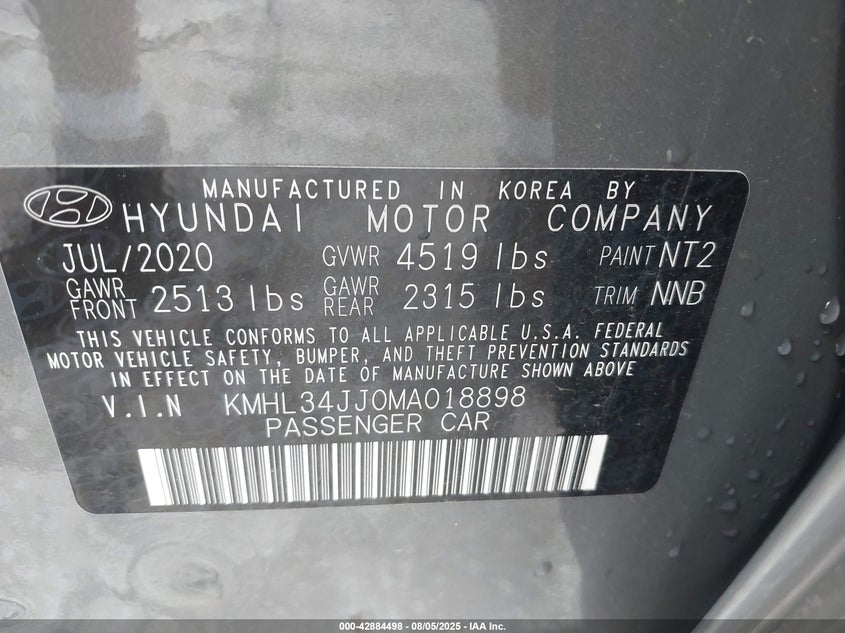 MANUFACTURED IN KOREA BY
HYUNDAI MOTOR COMPANY
JUL/2020 GVWR 4519 lbs PAINT NT2
GAWR FRONT 2513 lbs GAWR REAR 2315 lbs TRIM NNB
THIS VEHICLE CONFORMS TO ALL APPLICABLE U.S.A. FEDERAL
MOTOR VEHICLE SAFETY, BUMPER, AND THEFT PREVENTION STANDARDS
IN EFFECT ON THE DATE OF MANUFACTURE SHOWN ABOVE
V.I.N KMHL34JJ0MA018898
PASSENGER CAR
000-42884498 - 08/05/2025 - IAA Inc.